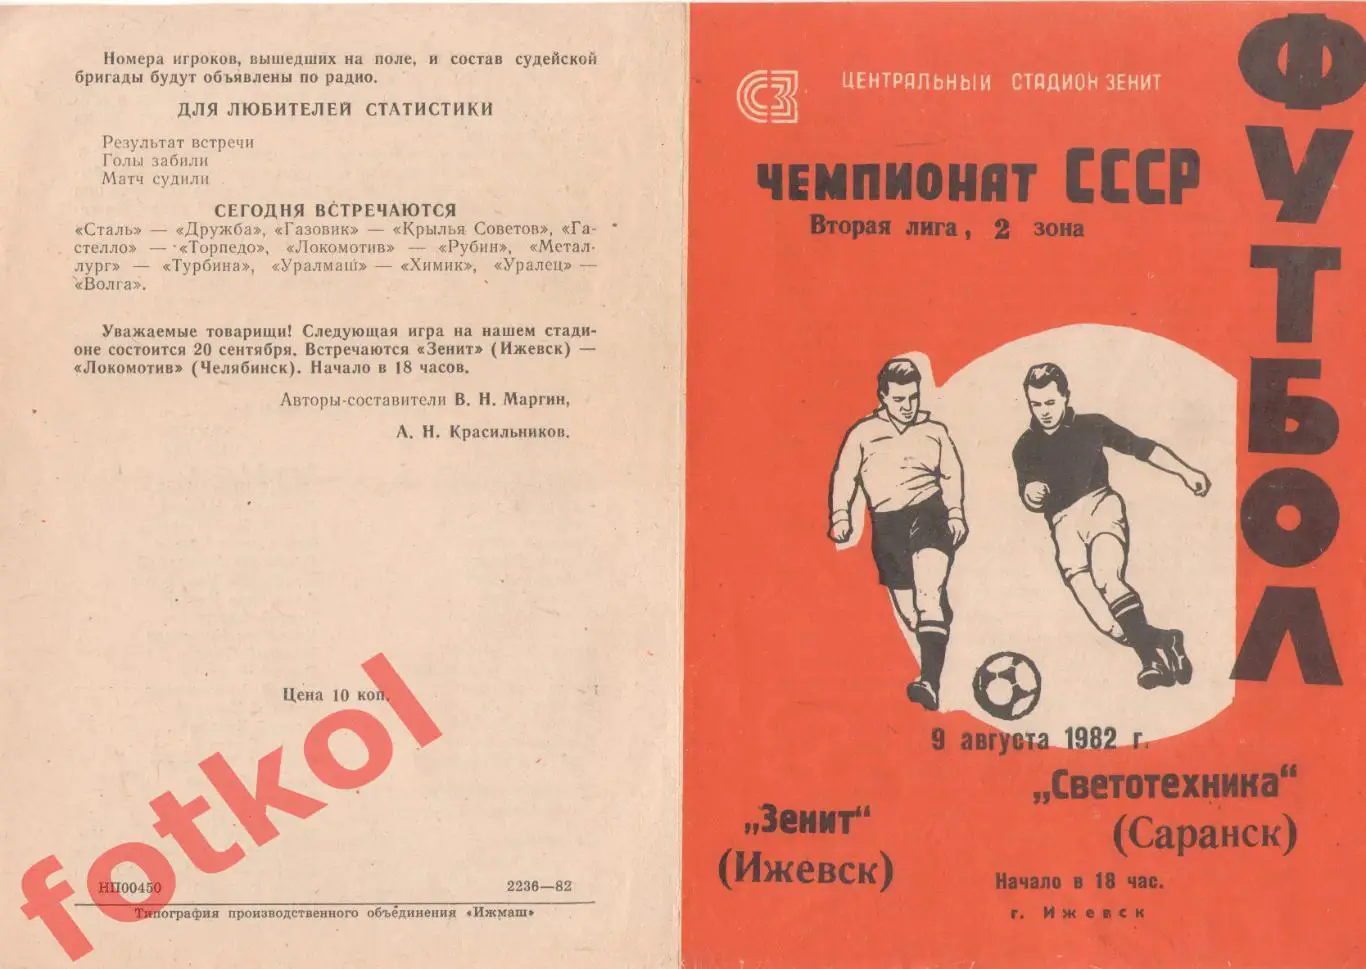 Номера игроков, вышедших на поле, и состав судейской
бригады будут объявлены по радио.
ДЛЯ ЛЮБИТЕЛЕЙ СТАТИСТИКИ
Результат встречи
Голы забили
Матч судили
СЕГОДНЯ ВСТРЕЧАЮТСЯ
«Сталь» — «Дружба», «Газовик» — «Крылья Советов», «Га-
стелло» — «Торпедо», «Локомотив» — «Рубин», «Метал-
лург» — «Турбина», «Уралмаш» — «Химик», «Уралец» —
«Волга».
Уважаемые товарищи! Следующая игра на нашем стади-
оне состоится 20 сентября. Встречаются «Зенит» (Ижевск) —
«Локомотив» (Челябинск). Начало в 18 часов.
Авторы-составители В. Н. Маргин,
А. Н. Красильников.
Цена 10 коп.
НП00450 2236—82
Типография производственного объединения «Ижмаш»
fotkol
СЗ
ЦЕНТРАЛЬНЫЙ СТАДИОН ЗЕНИТ
ЧЕМПИОНАТ СССР
Вторая лига, 2 зона
ФУТБОЛ
9 августа 1982 г.
„Светотехника“
(Саранск)
„Зенит“
(Ижевск)
Начало в 18 час.
г. Ижевск